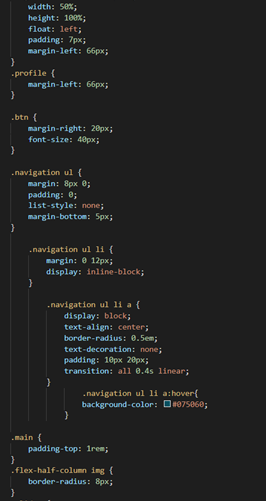 width: 50%;
height: 100%;
float: left;
padding: 7px;
margin-left: 66px;
}
.profile {
margin-left: 66px;
}
.btn {
margin-right: 20px;
font-size: 40px;
}
.navigation ul {
margin: 8px 0;
padding: 0;
list-style: none;
margin-bottom: 5px;
}
.navigation ul li {
margin: 0 12px;
display: inline-block;
}
.navigation ul li a {
display: block;
text-align: center;
border-radius: 0.5em;
text-decoration: none;
padding: 10px 20px;
transition: all 0.4s linear;
}
.navigation ul li a:hover{
background-color: #075060;
}
.main {
padding-top: 1rem;
}
.flex-half-column img {
border-radius: 8px;
}